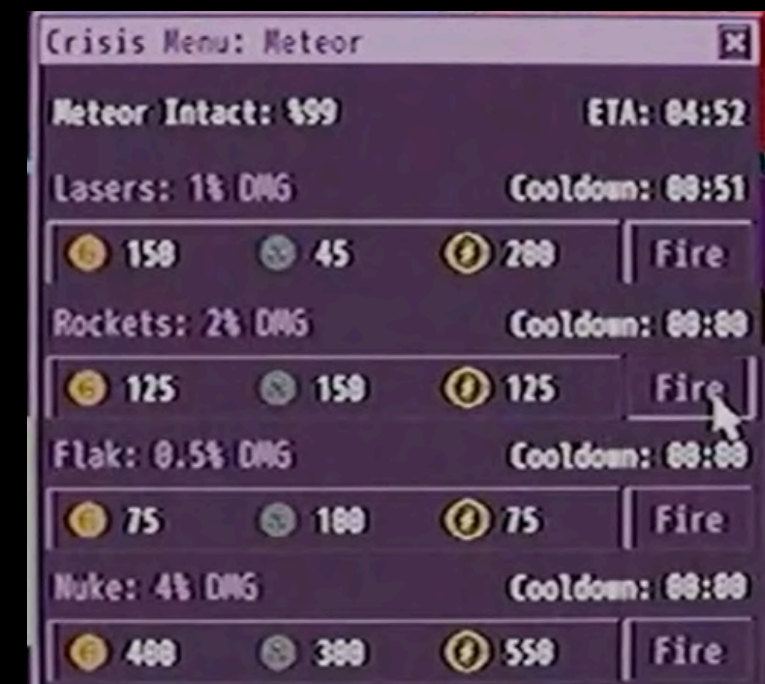 Crisis Menu: Meteor
Meteor Intact: %99 ETA: 04:52
Lasers: 1% DMG Cooldown: 00:51
150 45 200 Fire
Rockets: 2% DMG Cooldown: 00:00
125 150 125 Fire
Flak: 0.5% DMG Cooldown: 00:00
75 100 75 Fire
Nuke: 4% DMG Cooldown: 00:00
400 300 550 Fire